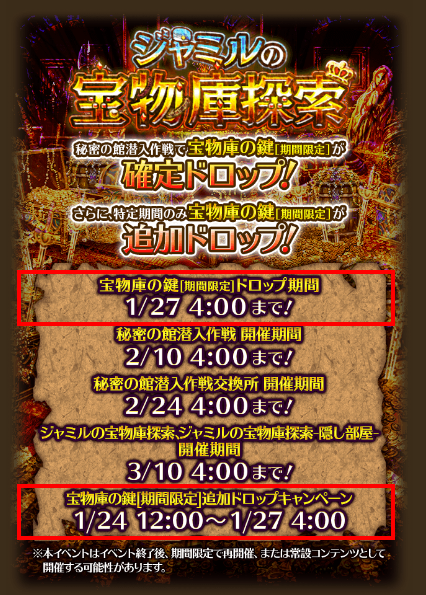 ジャミルの
宝物庫探索
秘密の館潜入作戦で宝物庫の鍵[期間限定]が
確定ドロップ!
さらに、特定期間のみ宝物庫の鍵[期間限定]が
追加ドロップ!
宝物庫の鍵[期間限定]ドロップ期間
1/27 4:00まで!
秘密の館潜入作戦 開催期間
2/10 4:00まで!
秘密の館潜入作戦交換所 開催期間
2/24 4:00まで!
ジャミルの宝物庫探索、ジャミルの宝物庫探索-隠し部屋-
開催期間
3/10 4:00まで!
宝物庫の鍵[期間限定]追加ドロップキャンペーン
1/24 12:00～1/27 4:00
※本イベントはイベント終了後、期間限定で再開催、または常設コンテンツとして
開催する可能性があります。